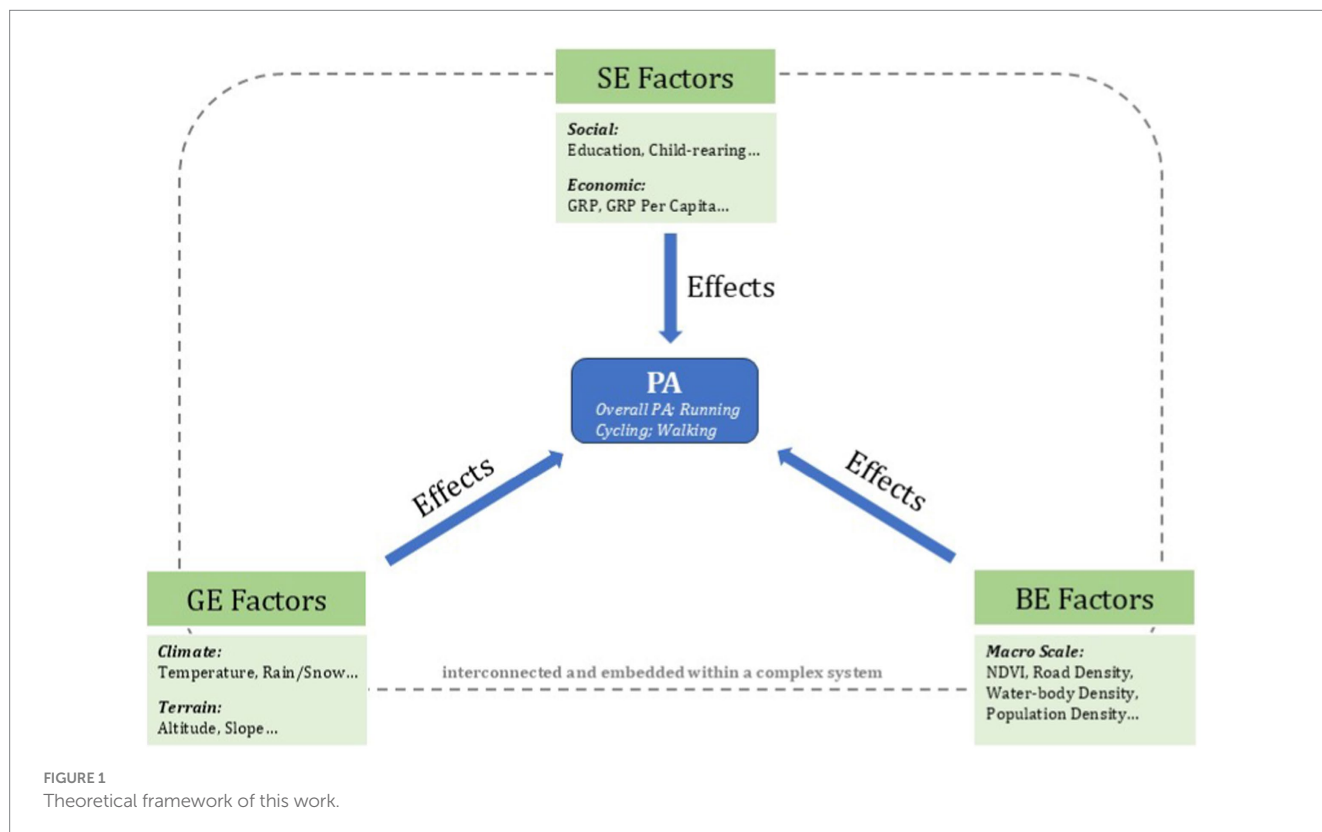 SE Factors
Social:
Education, Child-rearing...
Economic:
GRP, GRP Per Capita...
Effects
PA
Overall PA; Running
Cycling; Walking
Effects
Effects
GE Factors
Climate:
Temperature, Rain/Snow...
Terrain:
Altitude, Slope...
interconnected and embedded within a complex system
BE Factors
Macro Scale:
NDVI, Road Density,
Water-body Density,
Population Density...
FIGURE 1
Theoretical framework of this work.